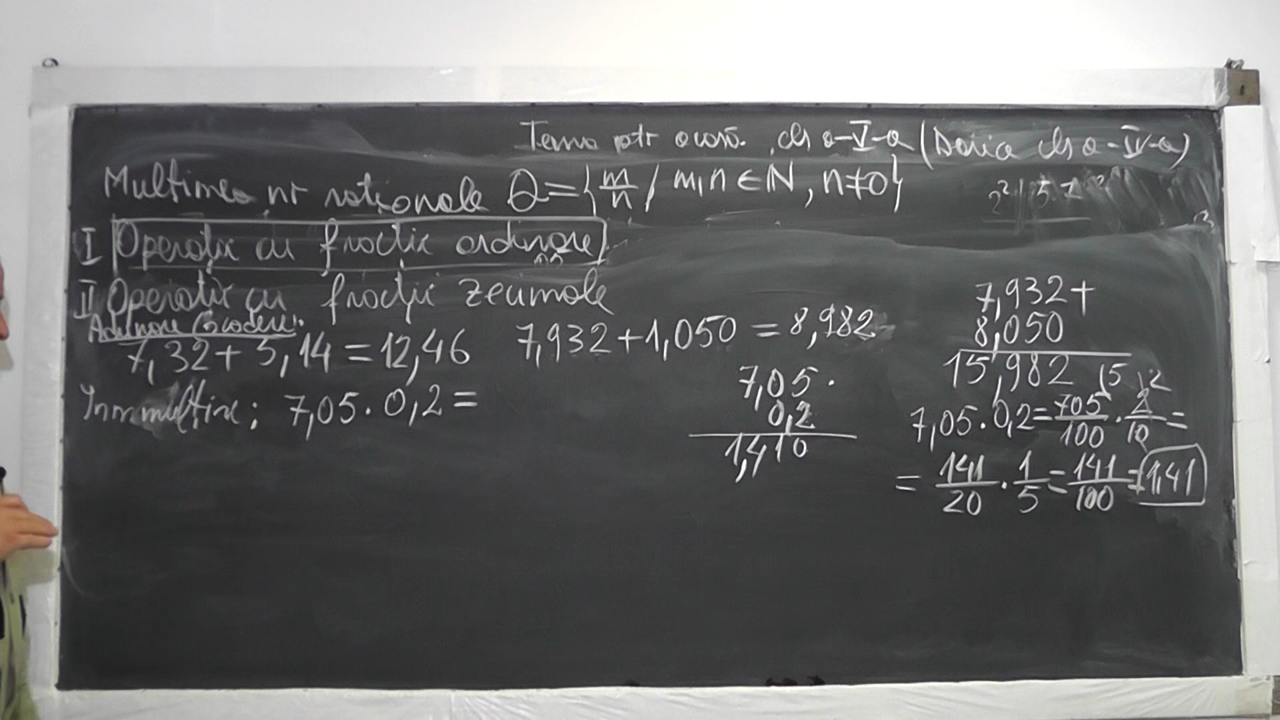 Tema ptr acasă. cls a-V-a (Daria cls a-IV-a)
Mulțimea nr raționale Q={m/n / m,n∈N, n≠0}
I Operații cu fracții ordinare
II Operații cu fracții zecimale
Adunare (Scădere).
7,32+5,14=12,46
7,932+1,050=8,982
7,932+
8,050
15,982
Inmulțire: 7,05·0,2=
7,05·
0,2
1,410
7,05·0,2=705/100·2/10=
=141/20·1/5=141/100=1,41